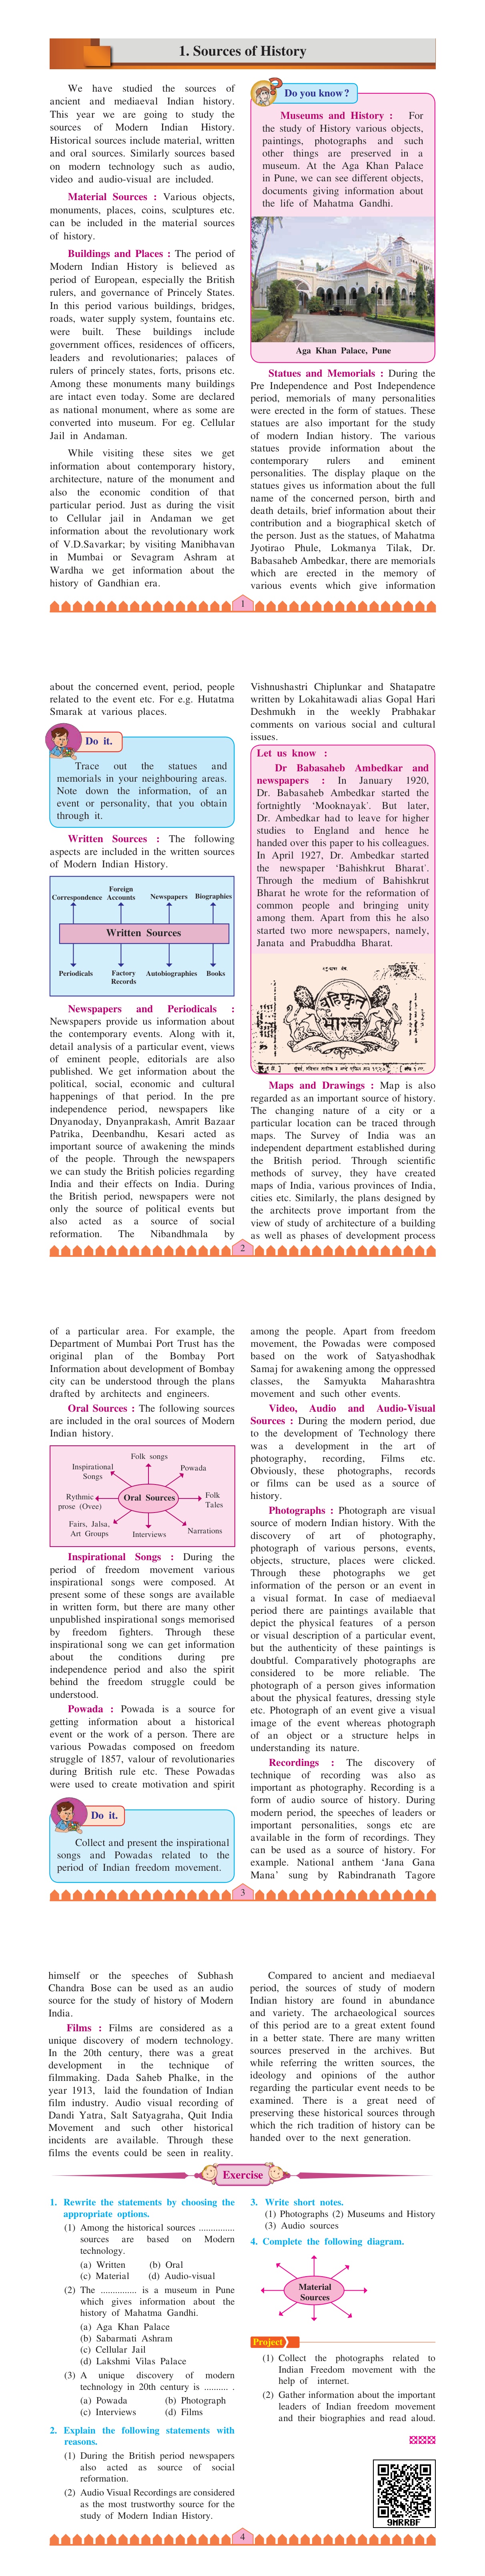 1. Sources of History
We have studied the sources of
ancient and mediaeval Indian history.
This year we are going to study the
sources of Modern Indian History.
Historical sources include material, written
and oral sources. Similarly sources based
on modern technology such as audio,
video and audio-visual are included.
Material Sources : Various objects,
monuments, places, coins, sculptures etc.
can be included in the material sources
of history.
Buildings and Places : The period of
Modern Indian History is believed as
period of European, especially the British
rulers, and governance of Princely States.
In this period various buildings, bridges,
roads, water supply system, fountains etc.
were built. These buildings include
government offices, residences of officers,
leaders and revolutionaries; palaces of
rulers of princely states, forts, prisons etc.
Among these monuments many buildings
are intact even today. Some are declared
as national monument, where as some are
converted into museum. For eg. Cellular
Jail in Andaman.
While visiting these sites we get
information about contemporary history,
architecture, nature of the monument and
also the economic condition of that
particular period. Just as during the visit
to Cellular jail in Andaman we get
information about the revolutionary work
of V.D.Savarkar; by visiting Manibhavan
in Mumbai or Sevagram Ashram at
Wardha we get information about the
history of Gandhian era.
Do you know ?
Museums and History : For
the study of History various objects,
paintings, photographs and such
other things are preserved in a
museum. At the Aga Khan Palace
in Pune, we can see different objects,
documents giving information about
the life of Mahatma Gandhi.
Aga Khan Palace, Pune
Statues and Memorials : During the
Pre Independence and Post Independence
period, memorials of many personalities
were erected in the form of statues. These
statues are also important for the study
of modern Indian history. The various
statues provide information about the
contemporary rulers and eminent
personalities. The display plaque on the
statues gives us information about the full
name of the concerned person, birth and
death details, brief information about their
contribution and a biographical sketch of
the person. Just as the statues, of Mahatma
Jyotirao Phule, Lokmanya Tilak, Dr.
Babasaheb Ambedkar, there are memorials
which are erected in the memory of
various events which give information
1
about the concerned event, period, people
related to the event etc. For e.g. Hutatma
Smarak at various places.
Do it.
Trace out the statues and
memorials in your neighbouring areas.
Note down the information, of an
event or personality, that you obtain
through it.
Written Sources : The following
aspects are included in the written sources
of Modern Indian History.
Correspondence Foreign Accounts Newspapers Biographies
Written Sources
Periodicals Factory Records Autobiographies Books
Newspapers and Periodicals :
Newspapers provide us information about
the contemporary events. Along with it,
detail analysis of a particular event, views
of eminent people, editorials are also
published. We get information about the
political, social, economic and cultural
happenings of that period. In the pre
independence period, newspapers like
Dnyanoday, Dnyanprakash, Amrit Bazaar
Patrika, Deenbandhu, Kesari acted as
important source of awakening the minds
of the people. Through the newspapers
we can study the British policies regarding
India and their effects on India. During
the British period, newspapers were not
only the source of political events but
also acted as a source of social
reformation. The Nibandhmala by
Vishnushastri Chiplunkar and Shatapatre
written by Lokahitawadi alias Gopal Hari
Deshmukh in the weekly Prabhakar
comments on various social and cultural
issues.
Let us know :
Dr Babasaheb Ambedkar and
newspapers : In January 1920,
Dr. Babasaheb Ambedkar started the
fortnightly ‘Mooknayak'. But later,
Dr. Ambedkar had to leave for higher
studies to England and hence he
handed over this paper to his colleagues.
In April 1927, Dr. Ambedkar started
the newspaper ‘Bahishkrut Bharat'.
Through the medium of Bahishkrut
Bharat he wrote for the reformation of
common people and bringing unity
among them. Apart from this he also
started two more newspapers, namely,
Janata and Prabuddha Bharat.
बहिष्कृत
भारत
Maps and Drawings : Map is also
regarded as an important source of history.
The changing nature of a city or a
particular location can be traced through
maps. The Survey of India was an
independent department established during
the British period. Through scientific
methods of survey, they have created
maps of India, various provinces of India,
cities etc. Similarly, the plans designed by
the architects prove important from the
view of study of architecture of a building
as well as phases of development process
2
of a particular area. For example, the
Department of Mumbai Port Trust has the
original plan of the Bombay Port
Information about development of Bombay
city can be understood through the plans
drafted by architects and engineers.
Oral Sources : The following sources
are included in the oral sources of Modern
Indian history.
Folk songs
Inspirational Songs
Powada
Rythmic prose (Ovee)
Oral Sources
Folk Tales
Fairs, Jalsa, Art Groups
Interviews
Narrations
Inspirational Songs : During the
period of freedom movement various
inspirational songs were composed. At
present some of these songs are available
in written form, but there are many other
unpublished inspirational songs memorised
by freedom fighters. Through these
inspirational song we can get information
about the conditions during pre
independence period and also the spirit
behind the freedom struggle could be
understood.
Powada : Powada is a source for
getting information about a historical
event or the work of a person. There are
various Powadas composed on freedom
struggle of 1857, valour of revolutionaries
during British rule etc. These Powadas
were used to create motivation and spirit
Do it.
Collect and present the inspirational
songs and Powadas related to the
period of Indian freedom movement.
among the people. Apart from freedom
movement, the Powadas were composed
based on the work of Satyashodhak
Samaj for awakening among the oppressed
classes, the Samyukta Maharashtra
movement and such other events.
Video, Audio and Audio-Visual
Sources : During the modern period, due
to the development of Technology there
was a development in the art of
photography, recording, Films etc.
Obviously, these photographs, records
or films can be used as a source of
history.
Photographs : Photograph are visual
source of modern Indian history. With the
discovery of art of photography,
photograph of various persons, events,
objects, structure, places were clicked.
Through these photographs we get
information of the person or an event in
a visual format. In case of mediaeval
period there are paintings available that
depict the physical features of a person
or visual description of a particular event,
but the authenticity of these paintings is
doubtful. Comparatively photographs are
considered to be more reliable. The
photograph of a person gives information
about the physical features, dressing style
etc. Photograph of an event give a visual
image of the event whereas photograph
of an object or a structure helps in
understanding its nature.
Recordings : The discovery of
technique of recording was also as
important as photography. Recording is a
form of audio source of history. During
modern period, the speeches of leaders or
important personalities, songs etc are
available in the form of recordings. They
can be used as a source of history. For
example. National anthem ‘Jana Gana
Mana’ sung by Rabindranath Tagore
3
himself or the speeches of Subhash
Chandra Bose can be used as an audio
source for the study of history of Modern
India.
Films : Films are considered as a
unique discovery of modern technology.
In the 20th century, there was a great
development in the technique of
filmmaking. Dada Saheb Phalke, in the
year 1913, laid the foundation of Indian
film industry. Audio visual recording of
Dandi Yatra, Salt Satyagraha, Quit India
Movement and such other historical
incidents are available. Through these
films the events could be seen in reality.
Compared to ancient and mediaeval
period, the sources of study of modern
Indian history are found in abundance
and variety. The archaeological sources
of this period are to a great extent found
in a better state. There are many written
sources preserved in the archives. But
while referring the written sources, the
ideology and opinions of the author
regarding the particular event needs to be
examined. There is a great need of
preserving these historical sources through
which the rich tradition of history can be
handed over to the next generation.
Exercise
1. Rewrite the statements by choosing the
appropriate options.
(1) Among the historical sources ...............
sources are based on Modern
technology.
(a) Written (b) Oral
(c) Material (d) Audio-visual
(2) The ............... is a museum in Pune
which gives information about the
history of Mahatma Gandhi.
(a) Aga Khan Palace
(b) Sabarmati Ashram
(c) Cellular Jail
(d) Lakshmi Vilas Palace
(3) A unique discovery of modern
technology in 20th century is .......... .
(a) Powada (b) Photograph
(c) Interviews (d) Films
2. Explain the following statements with
reasons.
(1) During the British period newspapers
also acted as source of social
reformation.
(2) Audio Visual Recordings are considered
as the most trustworthy source for the
study of Modern Indian History.
3. Write short notes.
(1) Photographs (2) Museums and History
(3) Audio sources
4. Complete the following diagram.
Material
Sources
Project
(1) Collect the photographs related to
Indian Freedom movement with the
help of internet.
(2) Gather information about the important
leaders of Indian freedom movement
and their biographies and read aloud.
9MRRBF
4